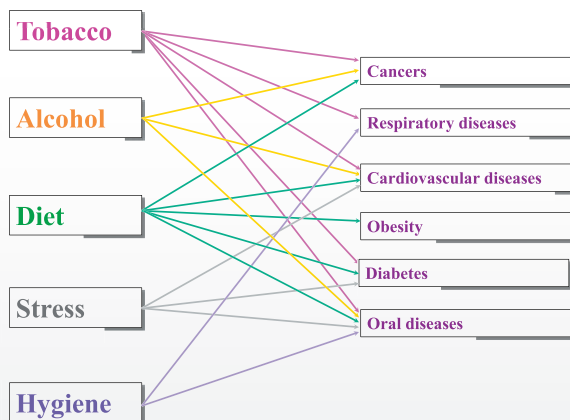 Tobacco
Alcohol
Diet
Stress
Hygiene
Cancers
Respiratory diseases
Cardiovascular diseases
Obesity
Diabetes
Oral diseases